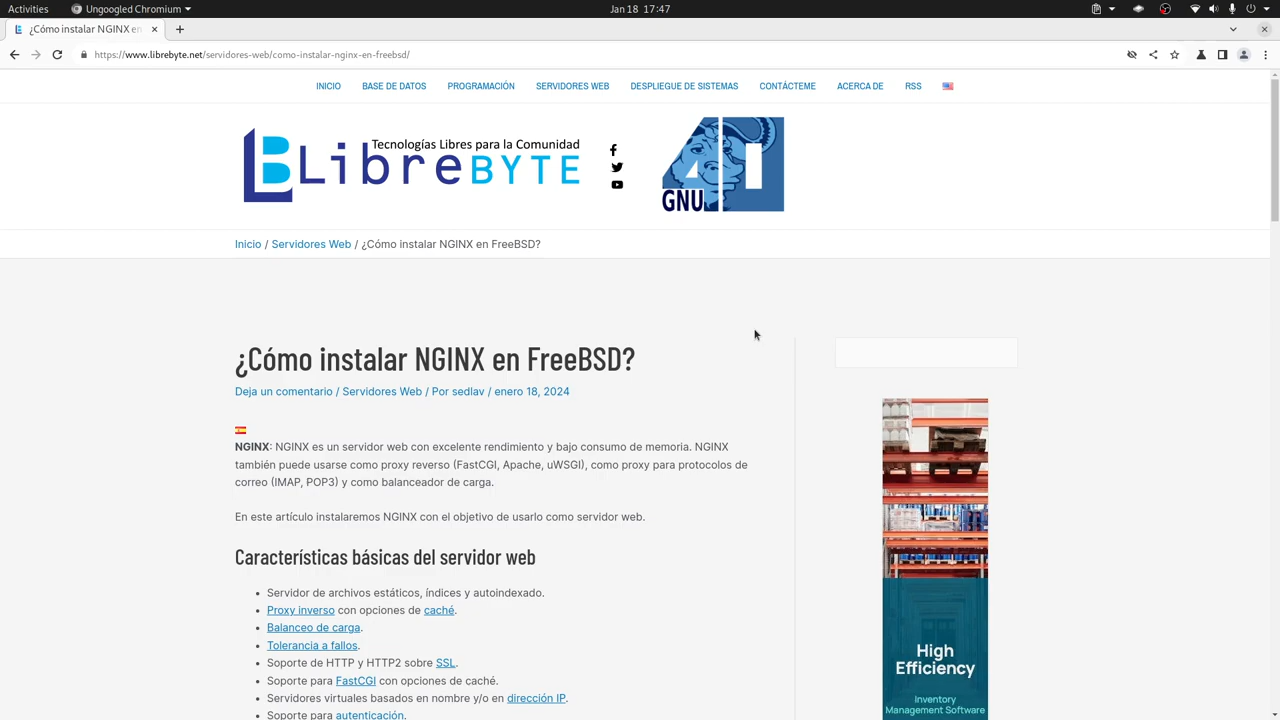 Activities
Ungoogled Chromium
Jan 18 17:47
¿Cómo instalar NGINX en
https://www.librebyte.net/servidores-web/como-instalar-nginx-en-freebsd/
INICIO BASE DE DATOS PROGRAMACIÓN SERVIDORES WEB DESPLIEGUE DE SISTEMAS CONTÁCTEME ACERCA DE RSS
Tecnologías Libres para la Comunidad
LibreBYTE
40
GNU
Inicio / Servidores Web / ¿Cómo instalar NGINX en FreeBSD?
¿Cómo instalar NGINX en FreeBSD?
Deja un comentario / Servidores Web / Por sedlav / enero 18, 2024
NGINX: NGINX es un servidor web con excelente rendimiento y bajo consumo de memoria. NGINX
también puede usarse como proxy reverso (FastCGI, Apache, uWSGI), como proxy para protocolos de
correo (IMAP, POP3) y como balanceador de carga.
En este artículo instalaremos NGINX con el objetivo de usarlo como servidor web.
Características básicas del servidor web
Servidor de archivos estáticos, índices y autoindexado.
Proxy inverso con opciones de caché.
Balanceo de carga.
Tolerancia a fallos.
Soporte de HTTP y HTTP2 sobre SSL.
Soporte para FastCGI con opciones de caché.
Servidores virtuales basados en nombre y/o en dirección IP.
Soporte para autenticación.
High
Efficiency
Inventory
Management Software